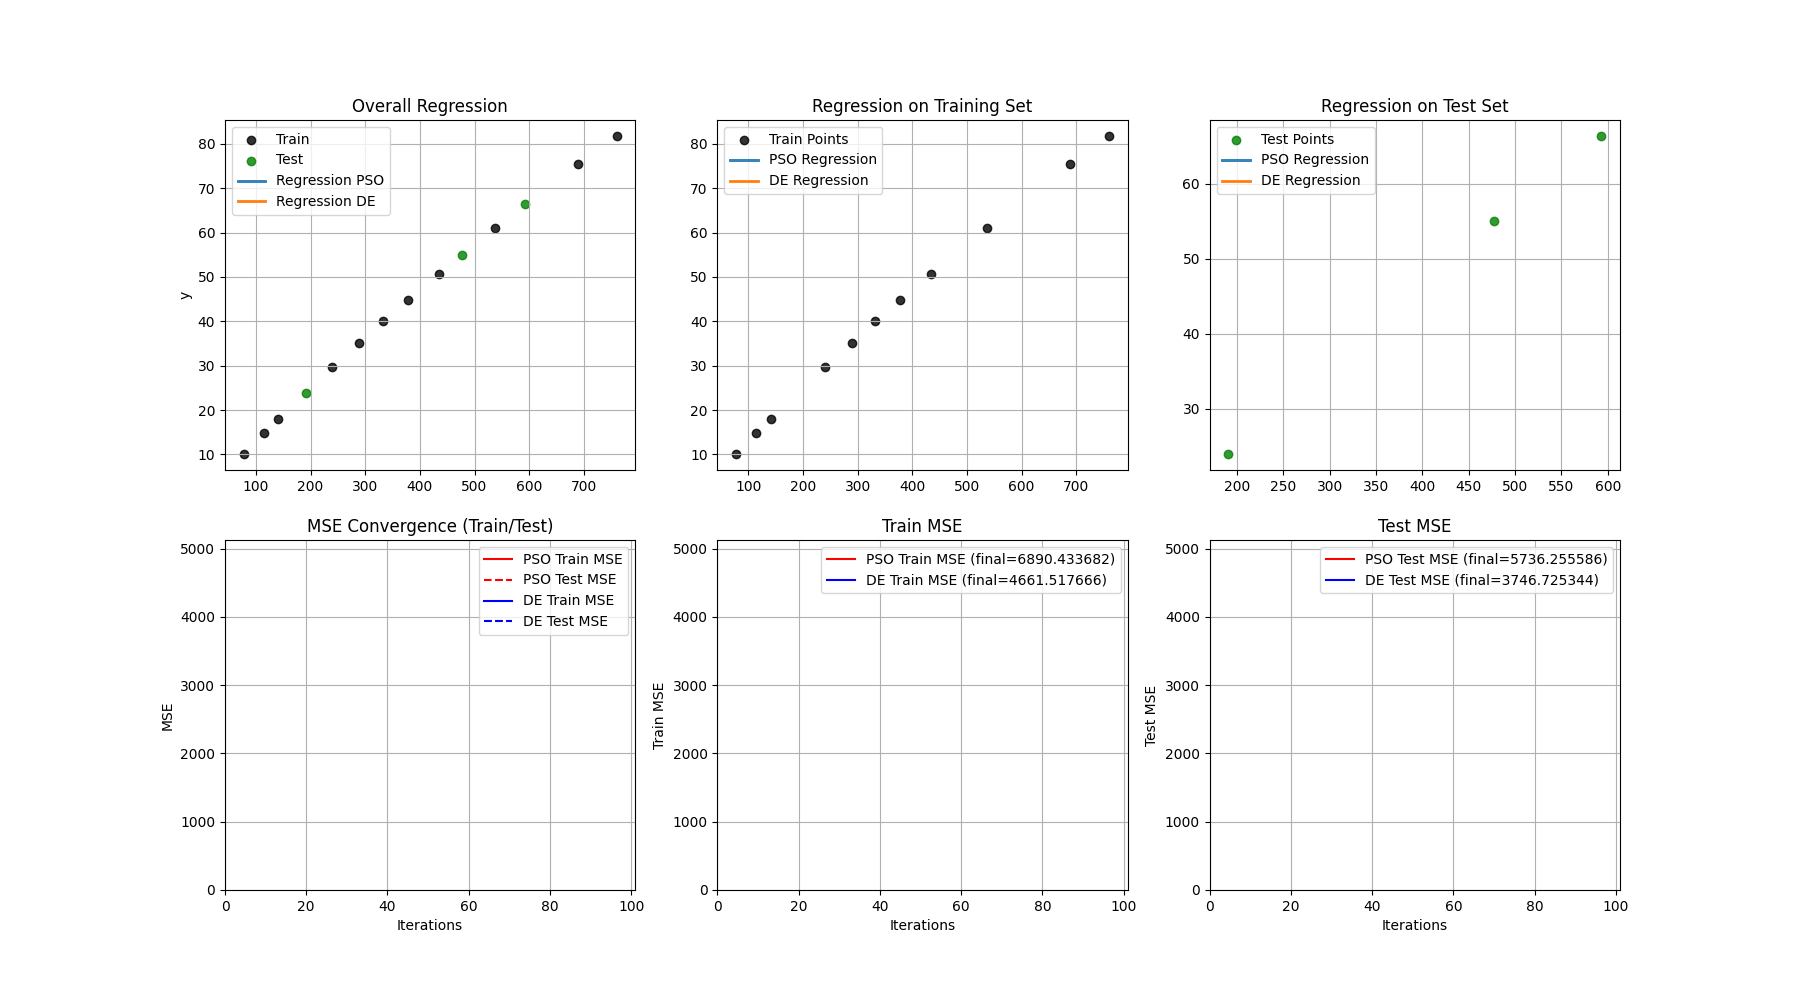 Overall Regression
Train
Test
Regression PSO
Regression DE
y
80
70
60
50
40
30
20
10
100 200 300 400 500 600 700
Regression on Training Set
Train Points
PSO Regression
DE Regression
80
70
60
50
40
30
20
10
100 200 300 400 500 600 700
Regression on Test Set
Test Points
PSO Regression
DE Regression
60
50
40
30
200 250 300 350 400 450 500 550 600
MSE Convergence (Train/Test)
PSO Train MSE
PSO Test MSE
DE Train MSE
DE Test MSE
MSE
5000
4000
3000
2000
1000
0
0 20 40 60 80 100
Iterations
Train MSE
PSO Train MSE (final=6890.433682)
DE Train MSE (final=4661.517666)
Train MSE
5000
4000
3000
2000
1000
0
0 20 40 60 80 100
Iterations
Test MSE
PSO Test MSE (final=5736.255586)
DE Test MSE (final=3746.725344)
Test MSE
5000
4000
3000
2000
1000
0
0 20 40 60 80 100
Iterations